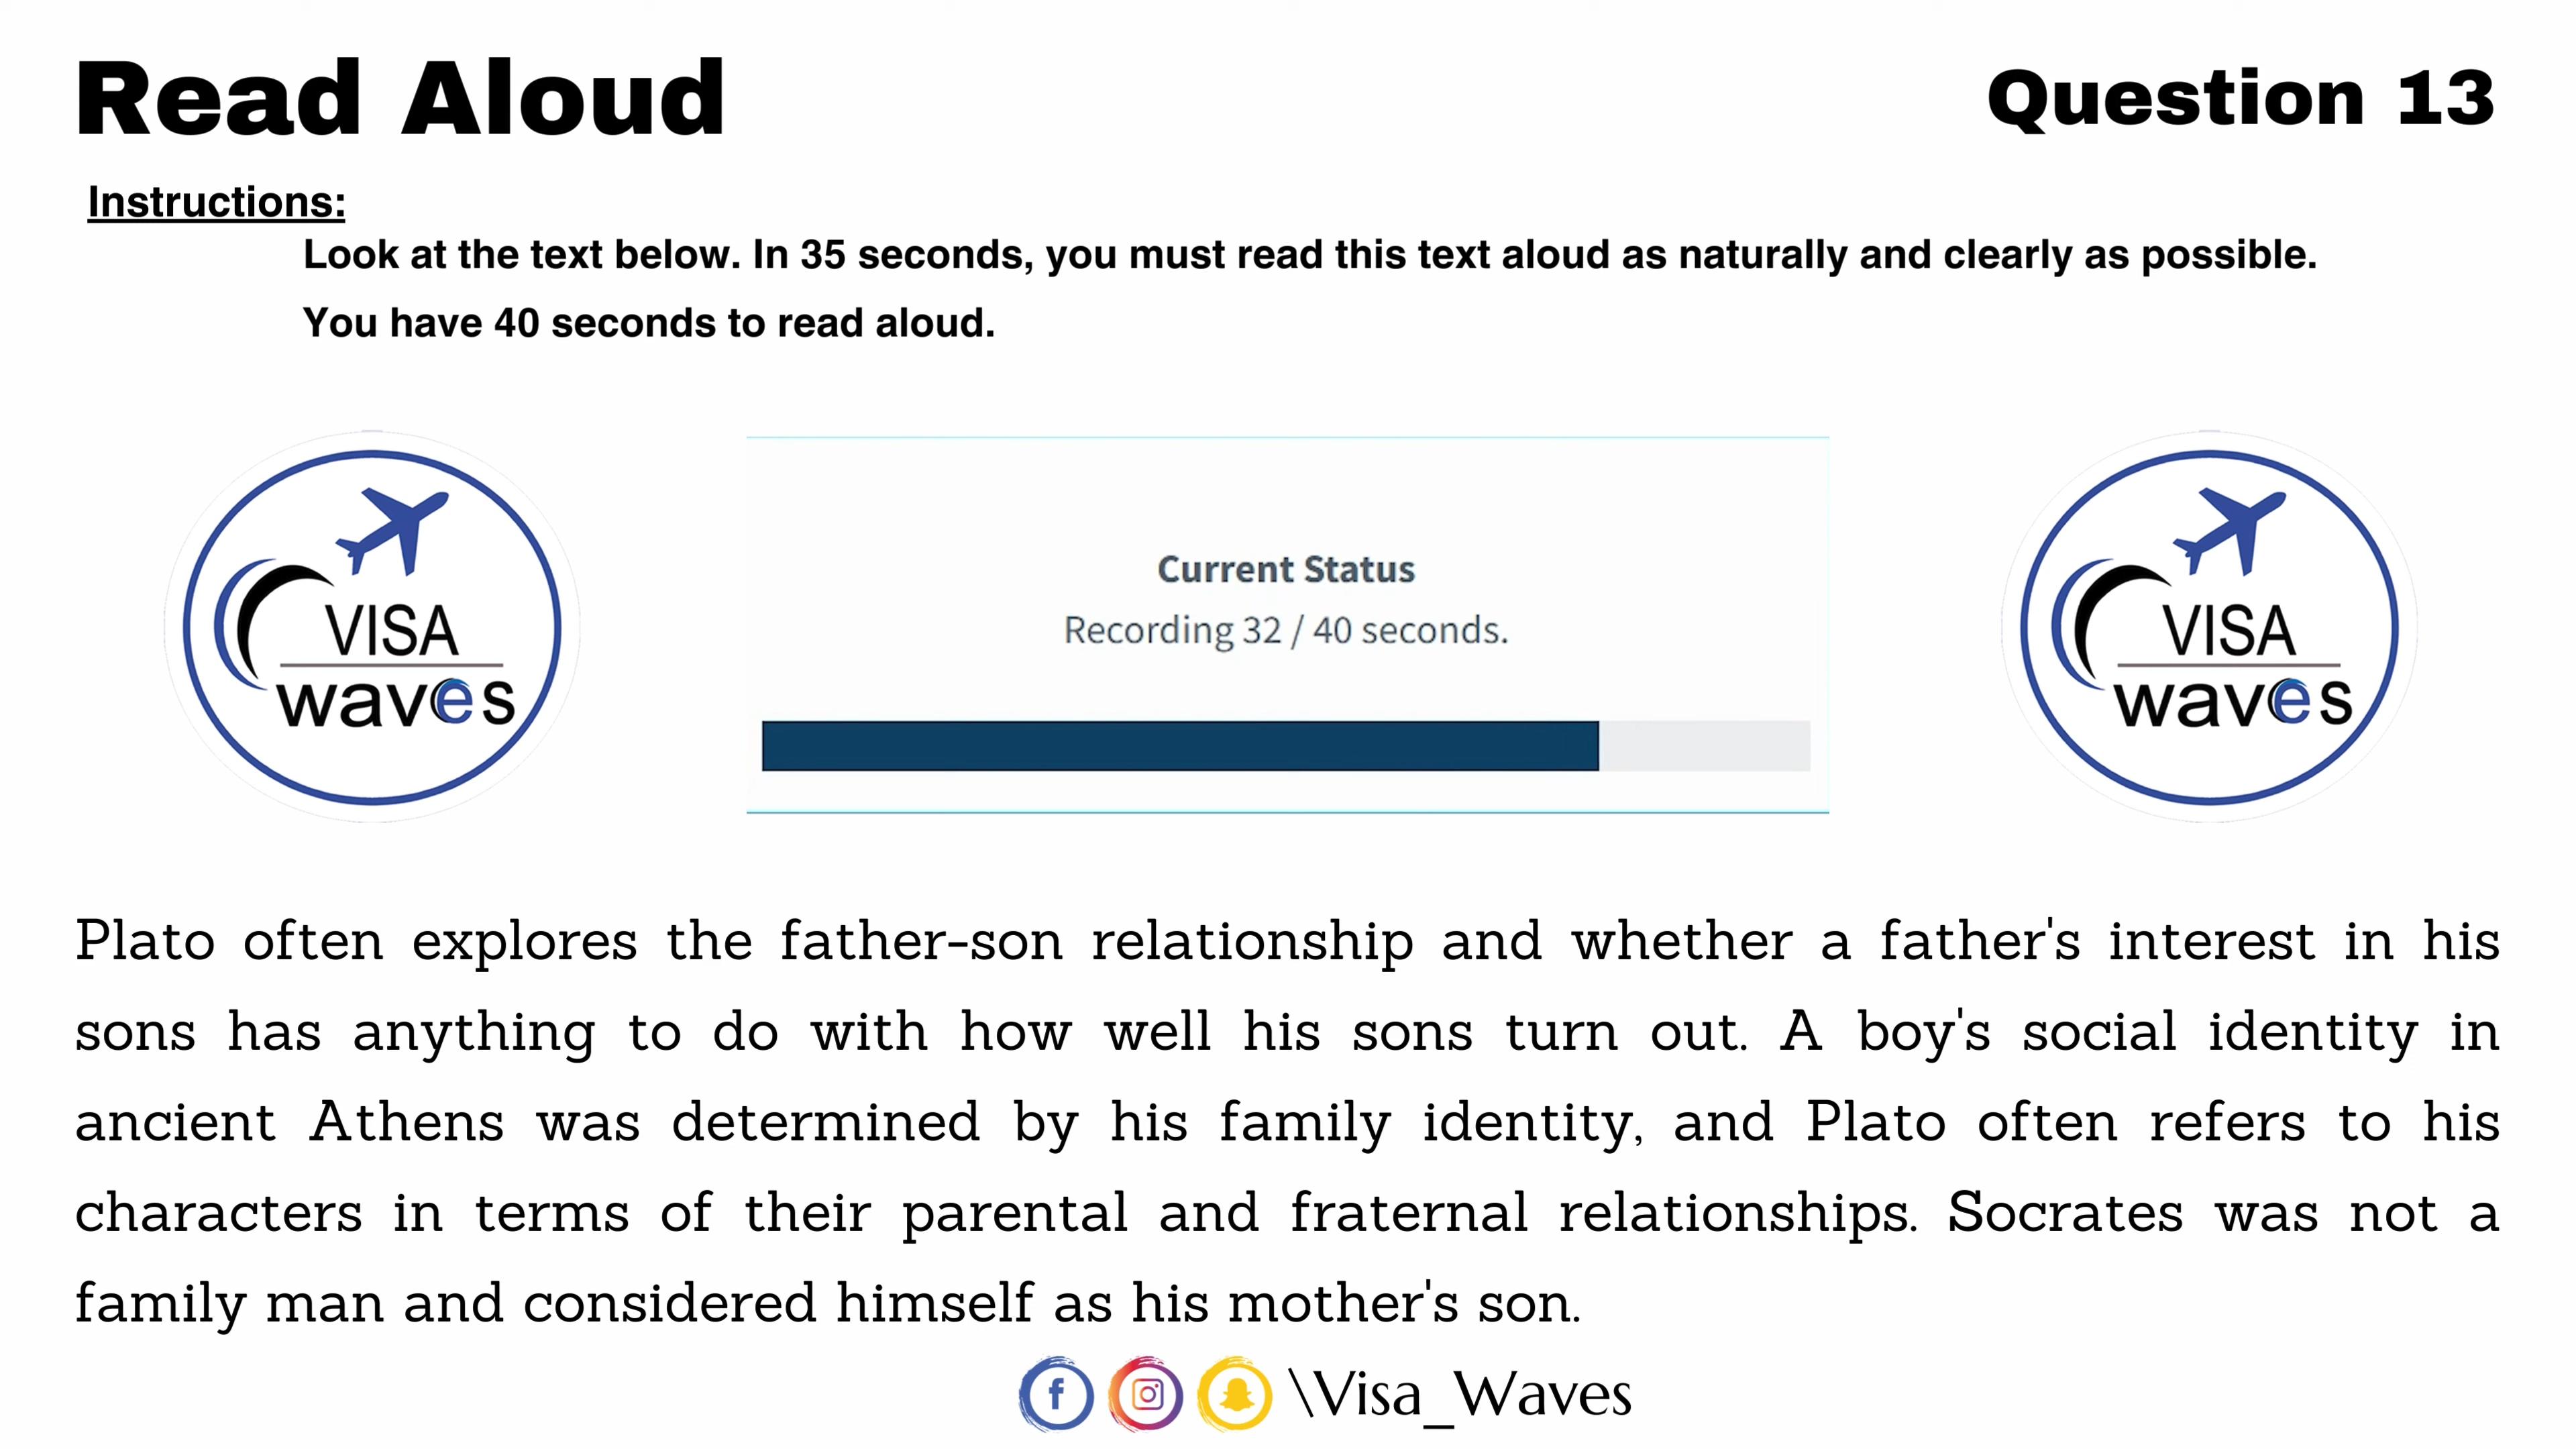 Read Aloud
Question 13
Instructions:
Look at the text below. In 35 seconds, you must read this text aloud as naturally and clearly as possible.
You have 40 seconds to read aloud.
VISA
waves
Current Status
Recording 32 / 40 seconds.
VISA
waves
Plato often explores the father-son relationship and whether a father's interest in his
sons has anything to do with how well his sons turn out. A boy's social identity in
ancient Athens was determined by his family identity, and Plato often refers to his
characters in terms of their parental and fraternal relationships. Socrates was not a
family man and considered himself as his mother's son.
\Visa_Waves